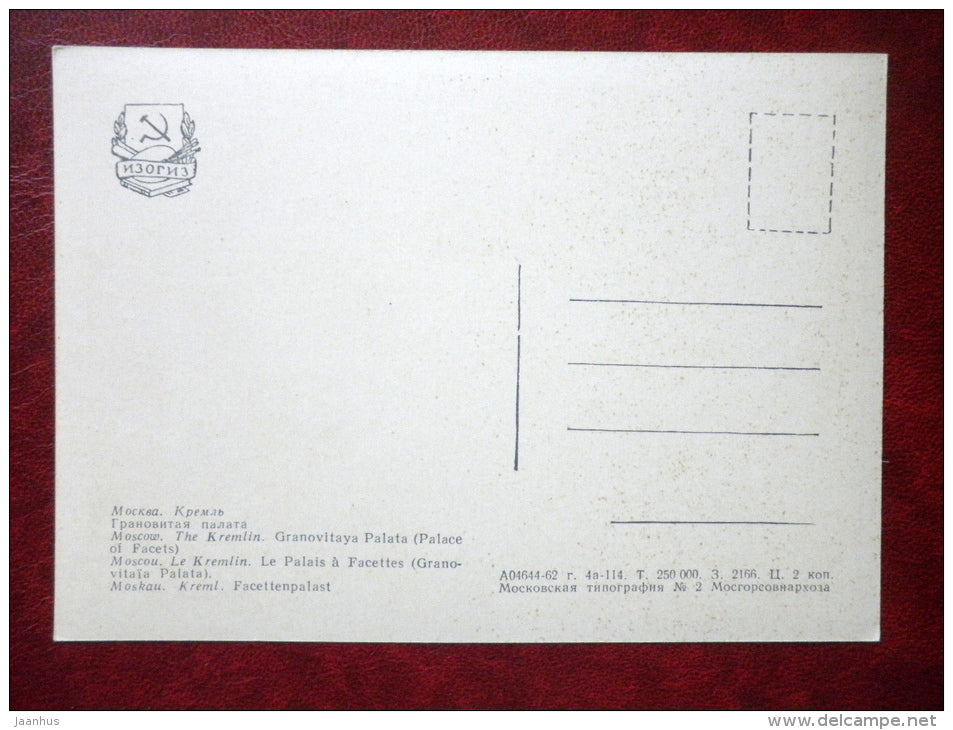 ИЗОГИЗ
Москва. Кремль
Грановитая палата
Moscow. The Kremlin. Granovitaya Palata (Palace
of Facets)
Moscou. Le Kremlin. Le Palais à Facettes (Grano-
vitaïa Palata).
Moskau. Kreml. Facettenpalast
А04644-62 г. 4а-114. Т. 250 000. З. 2166. Ц. 2 коп.
Московская типография № 2 Мосгорсовнархоза
jaanhus
delcampe.net